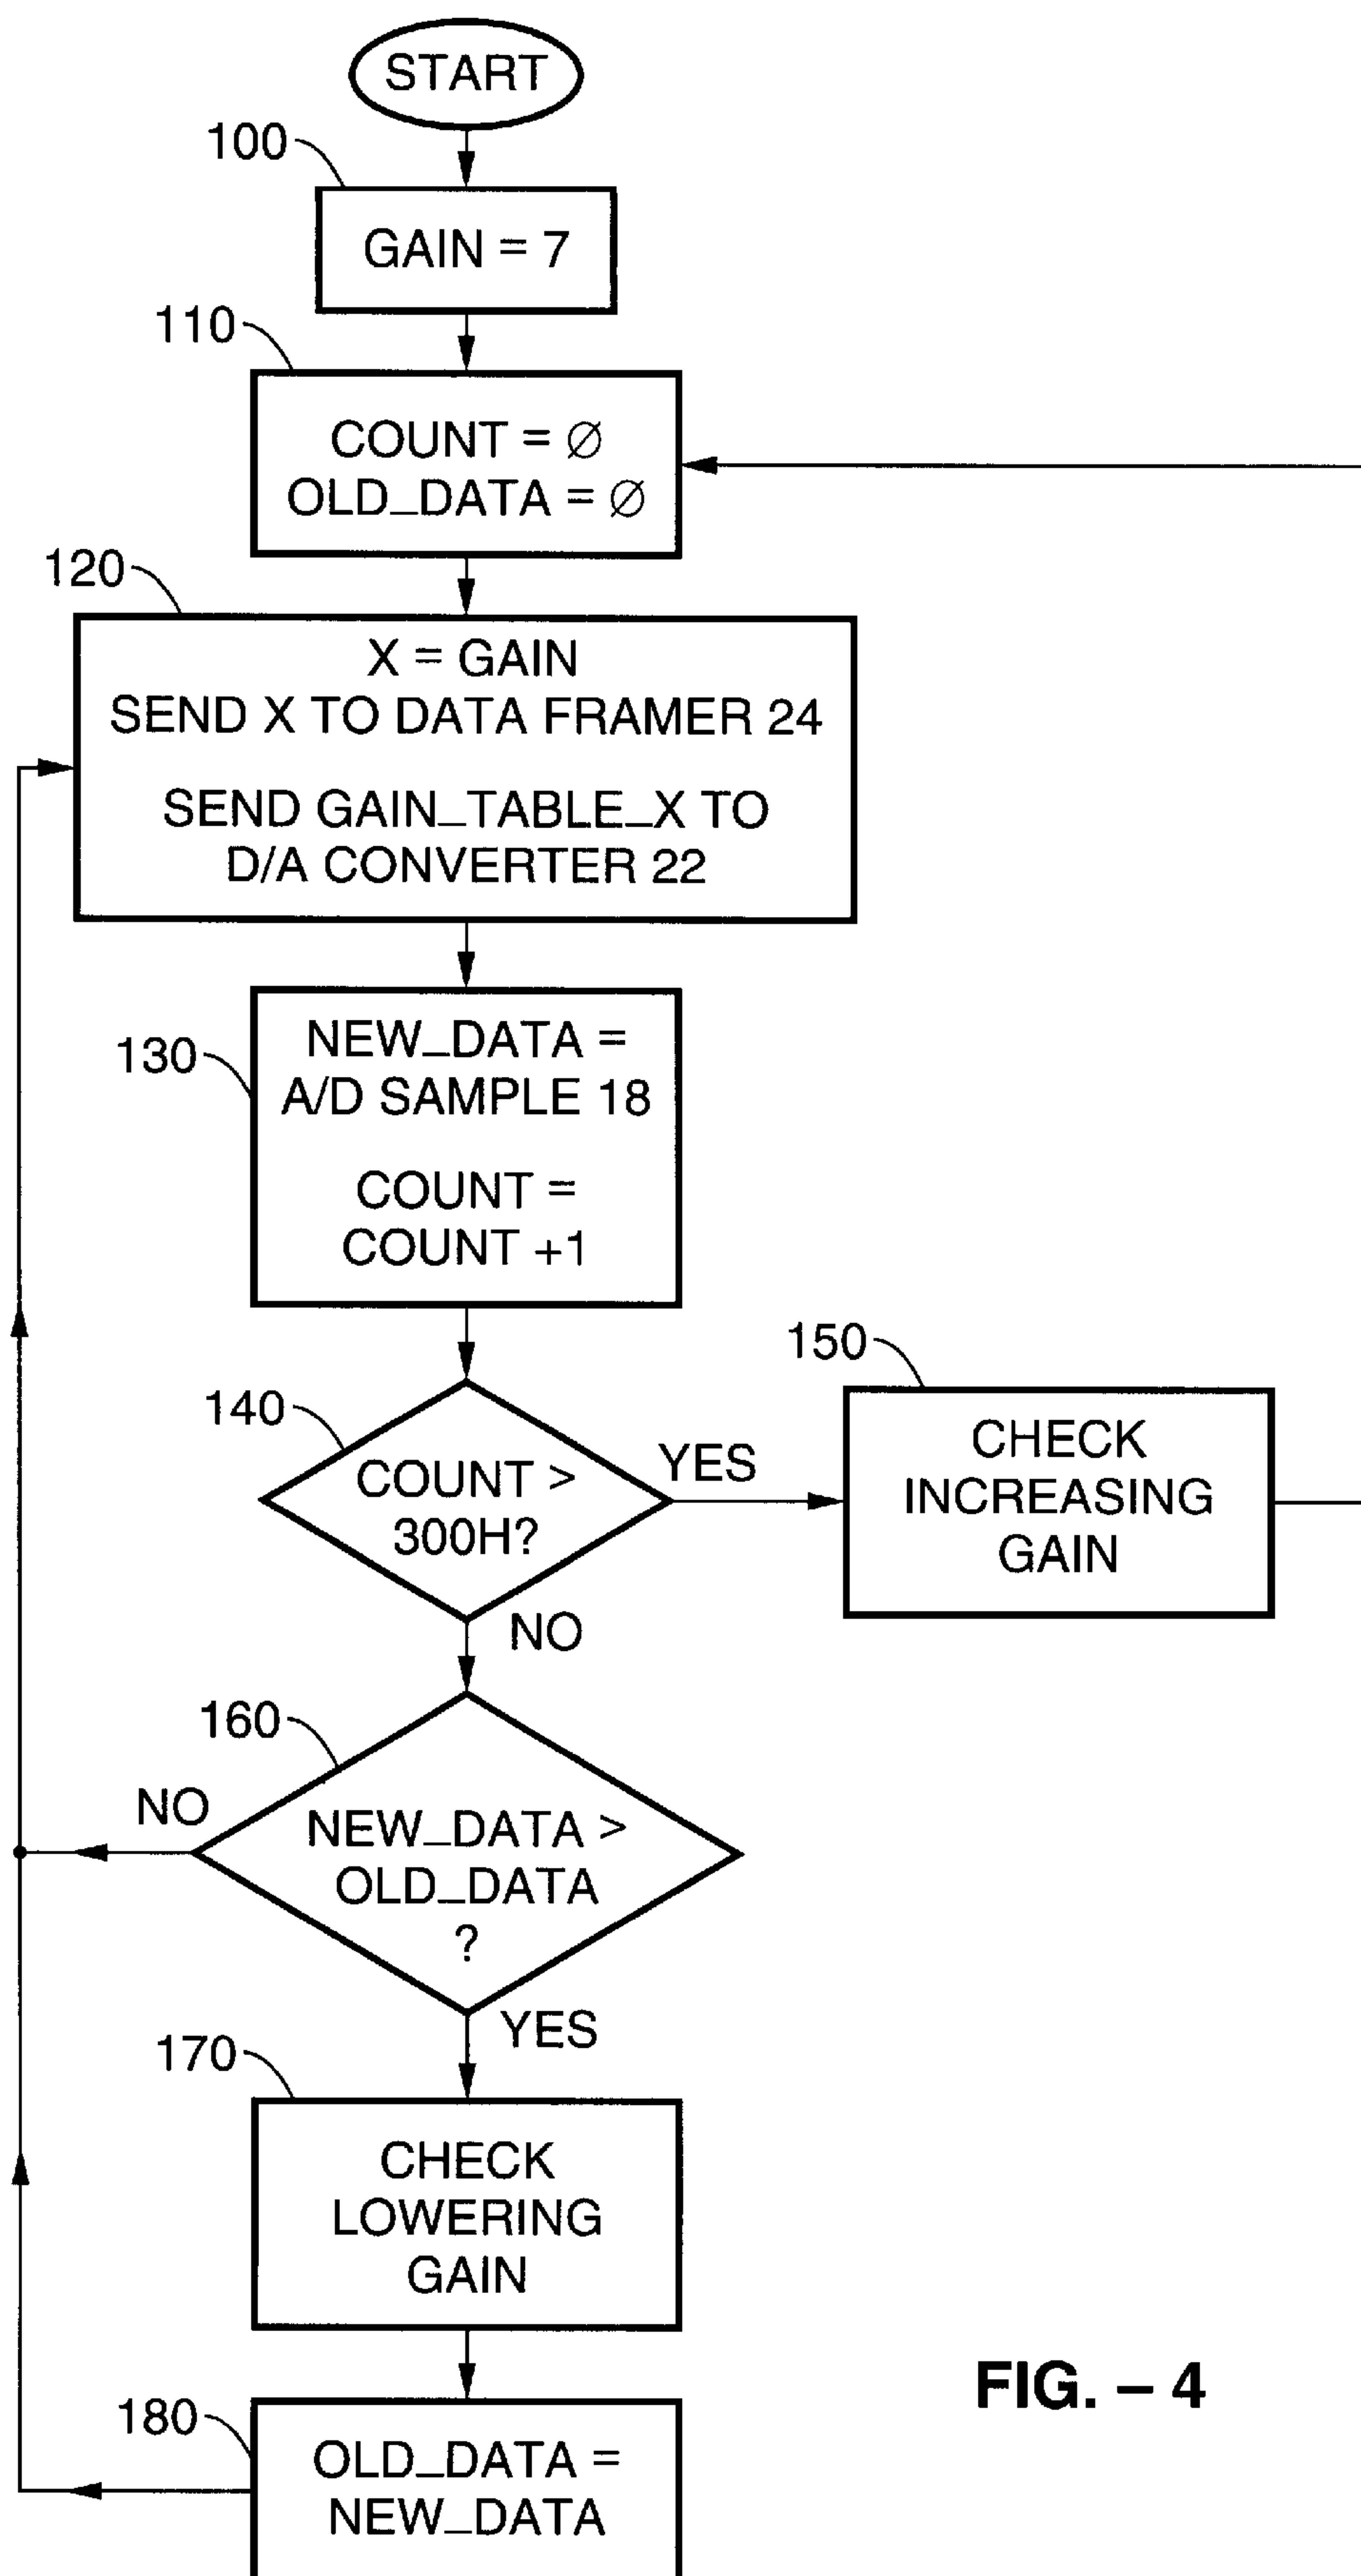 START
100
GAIN = 7
110
COUNT = ∅
OLD_DATA = ∅
120
X = GAIN
SEND X TO DATA FRAMER 24
SEND GAIN_TABLE_X TO
D/A CONVERTER 22
130
NEW_DATA =
A/D SAMPLE 18
COUNT =
COUNT +1
140
COUNT >
300H?
YES
150
CHECK
INCREASING
GAIN
NO
160
NO
NEW_DATA >
OLD_DATA
?
YES
170
CHECK
LOWERING
GAIN
180
OLD_DATA =
NEW_DATA
FIG. – 4